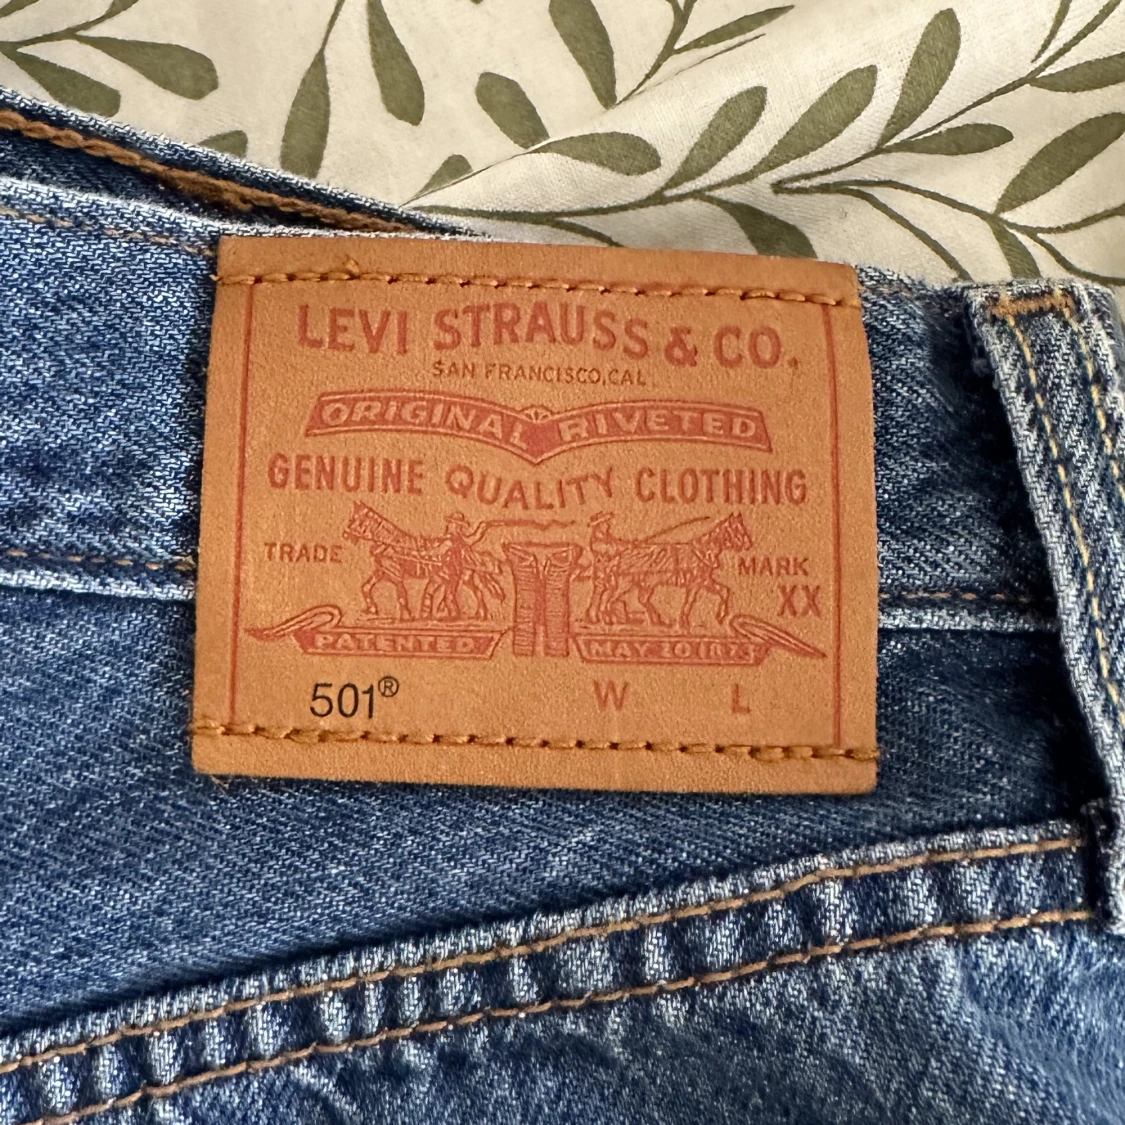 LEVI STRAUSS & CO.
SAN FRANCISCO, CAL.
ORIGINAL RIVETED
GENUINE QUALITY CLOTHING
TRADE MARK
XX
PATENTED MAY 20 1873
501® W L